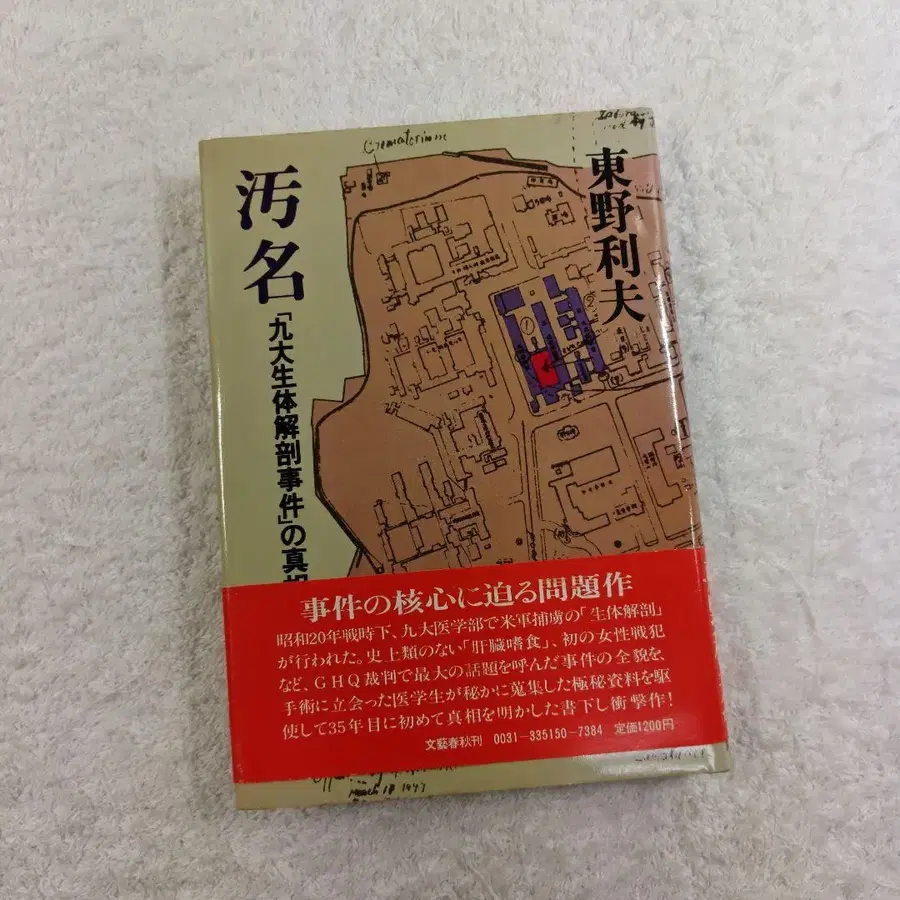 Crematorium
東野利夫
汚名
「九大生体解剖事件」の真相
事件の核心に迫る問題作
昭和20年戦時下、九大医学部で米軍捕虜の「生体解剖」
が行われた。史上類のない「肝臓嗜食」、初の女性戦犯
など、GHQ裁判で最大の話題を呼んだ事件の全貌を、
手術に立会った医学生が秘かに蒐集した極秘資料を駆
使して35年目に初めて真相を明かした書下し衝撃作！
文藝春秋刊 0031-335150-7384 定価1200円
March 18 1947